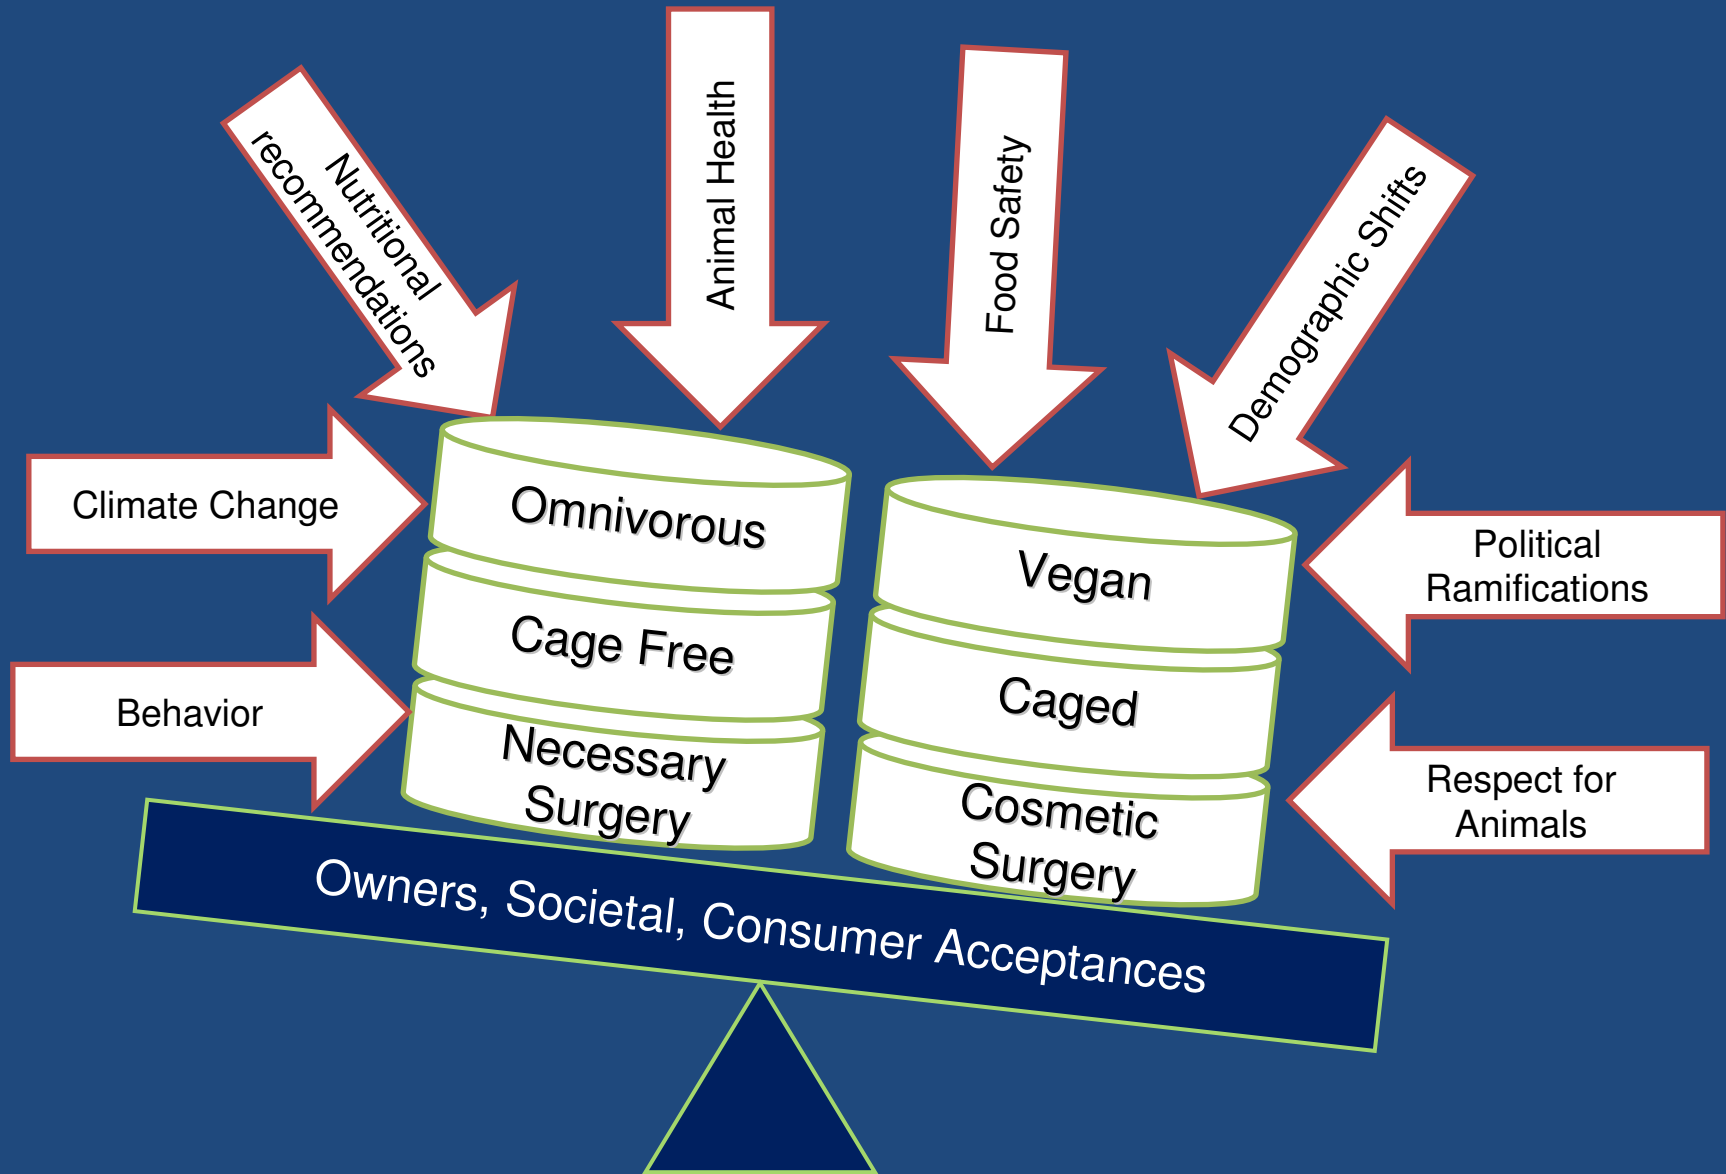 Nutritional
recommendations
Animal Health
Food Safety
Demographic Shifts
Climate Change
Behavior
Omnivorous
Cage Free
Necessary
Surgery
Vegan
Caged
Cosmetic
Surgery
Political
Ramifications
Respect for
Animals
Owners, Societal, Consumer Acceptances